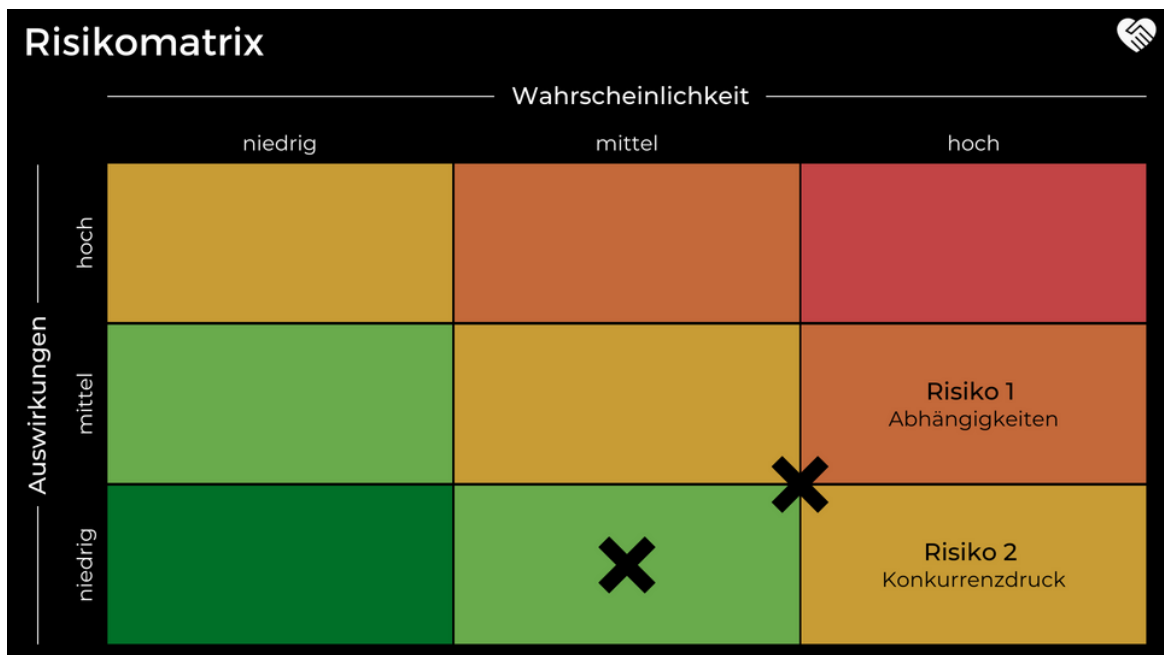 Risikomatrix
Wahrscheinlichkeit
niedrig
mittel
hoch
Auswirkungen
hoch
mittel
Risiko 1
Abhängigkeiten
niedrig
Risiko 2
Konkurrenzdruck